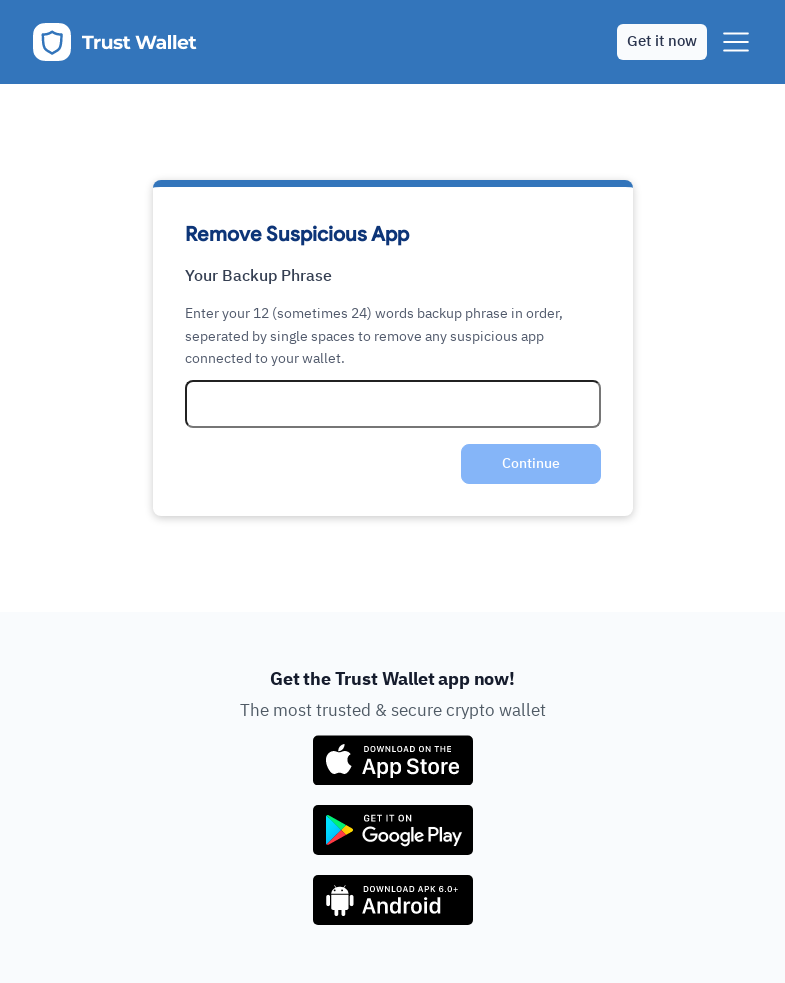 Trust Wallet
Get it now
Remove Suspicious App
Your Backup Phrase
Enter your 12 (sometimes 24) words backup phrase in order,
seperated by single spaces to remove any suspicious app
connected to your wallet.
Continue
Get the Trust Wallet app now!
The most trusted & secure crypto wallet
DOWNLOAD ON THE
App Store
GET IT ON
Google Play
DOWNLOAD APK 6.0+
Android